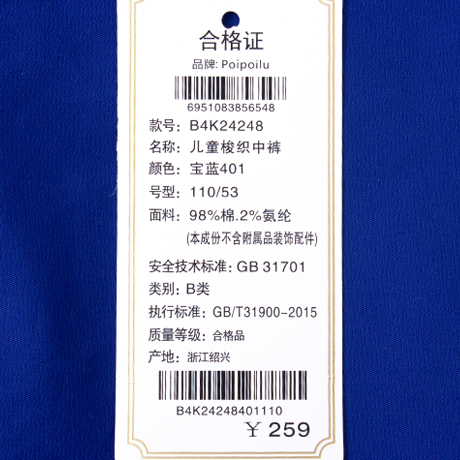 合格证
品牌: Poipoilu
6951083856548
款号: B4K24248
名称: 儿童梭织中裤
颜色: 宝蓝401
号型: 110/53
面料: 98%棉.2%氨纶
(本成份不含附属品装饰配件)
安全技术标准: GB 31701
类别: B类
执行标准: GB/T31900-2015
质量等级: 合格品
产地: 浙江绍兴
B4K24248401110
¥ 259